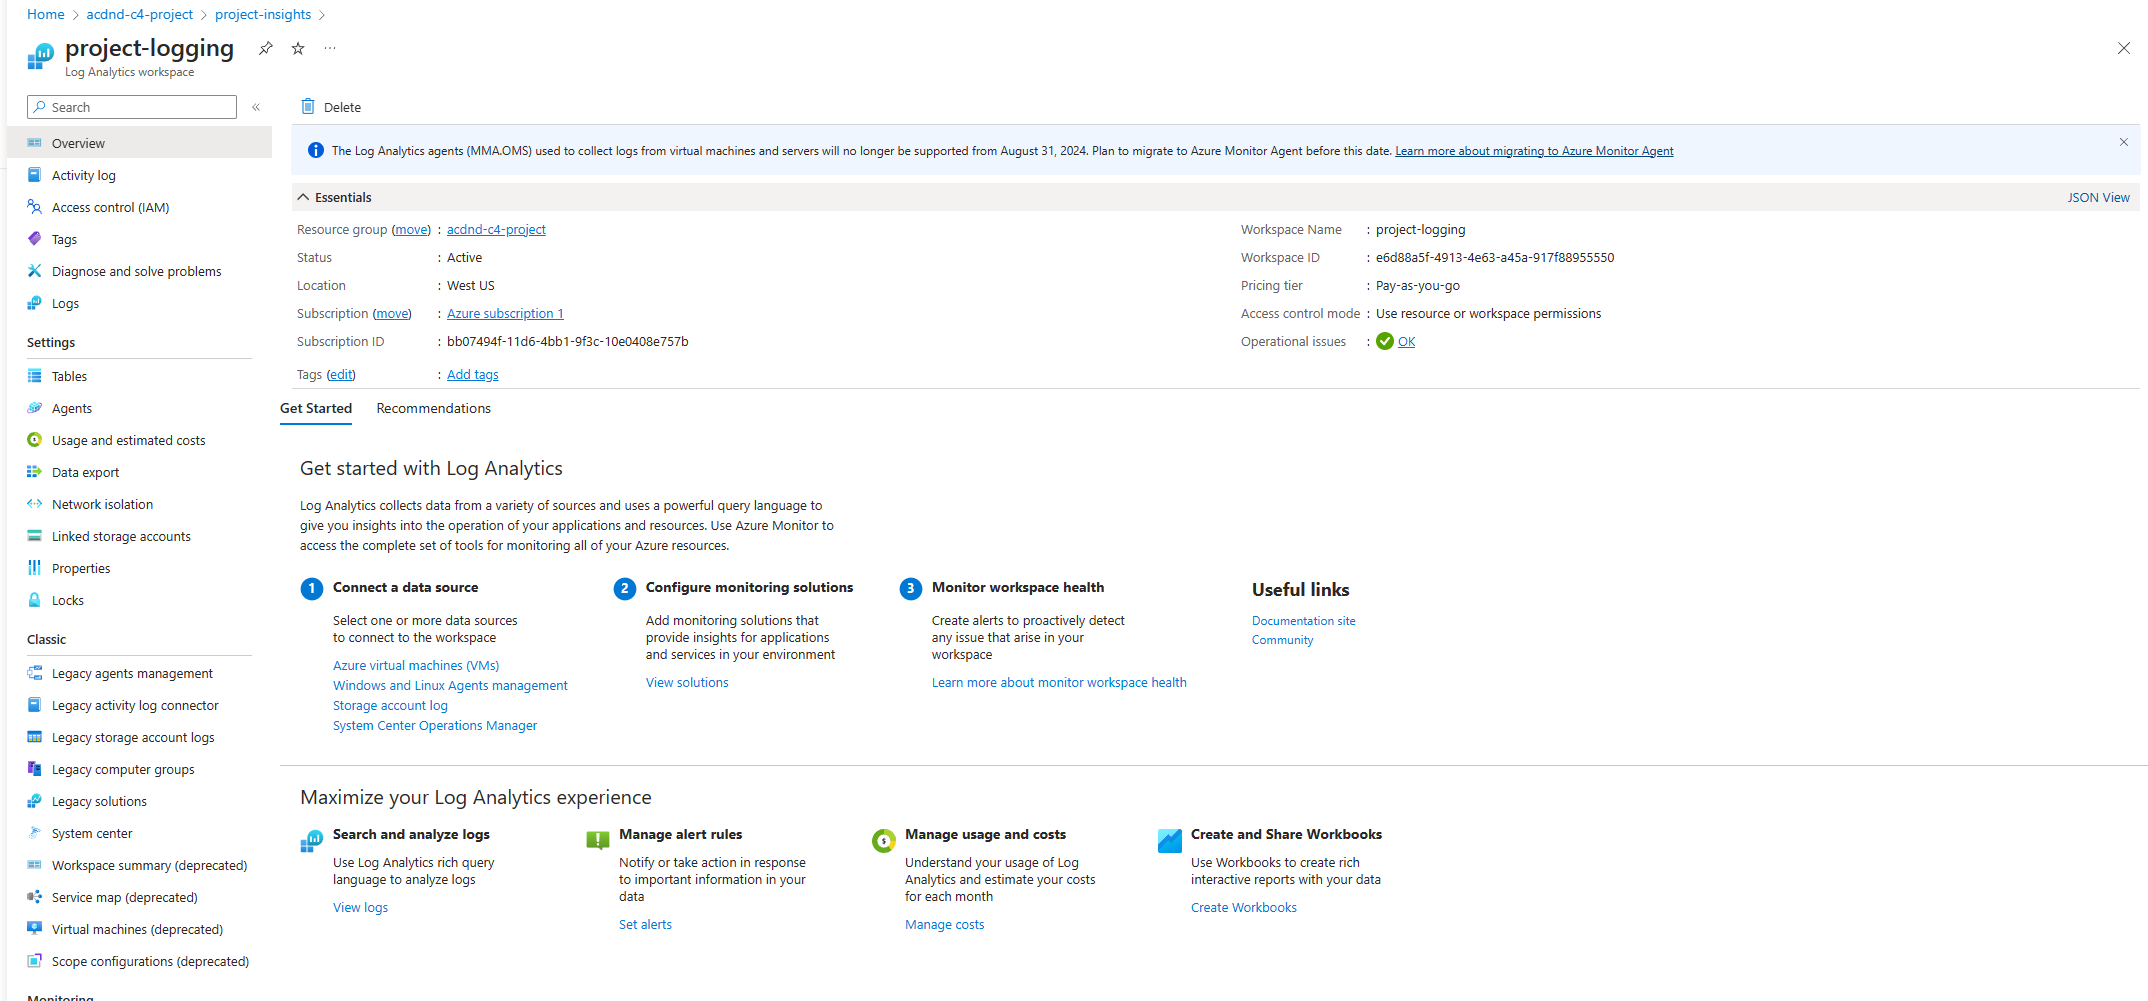 Home > acdnd-c4-project > project-insights >
project-logging
Log Analytics workspace
Search
Overview
Activity log
Access control (IAM)
Tags
Diagnose and solve problems
Logs
Settings
Tables
Agents
Usage and estimated costs
Data export
Network isolation
Linked storage accounts
Properties
Locks
Classic
Legacy agents management
Legacy activity log connector
Legacy storage account logs
Legacy computer groups
Legacy solutions
System center
Workspace summary (deprecated)
Service map (deprecated)
Virtual machines (deprecated)
Scope configurations (deprecated)
Monitoring
Delete
The Log Analytics agents (MMA,OMS) used to collect logs from virtual machines and servers will no longer be supported from August 31, 2024. Plan to migrate to Azure Monitor Agent before this date. Learn more about migrating to Azure Monitor Agent
Essentials
JSON View
Resource group (move) : acdnd-c4-project
Status : Active
Location : West US
Subscription (move) : Azure subscription 1
Subscription ID : bb07494f-11d6-4bb1-9f3c-10e0408e757b
Tags (edit) : Add tags
Workspace Name : project-logging
Workspace ID : e6d88a5f-4913-4e63-a45a-917f88955550
Pricing tier : Pay-as-you-go
Access control mode : Use resource or workspace permissions
Operational issues : OK
Get Started Recommendations
Get started with Log Analytics
Log Analytics collects data from a variety of sources and uses a powerful query language to
give you insights into the operation of your applications and resources. Use Azure Monitor to
access the complete set of tools for monitoring all of your Azure resources.
1 Connect a data source
Select one or more data sources
to connect to the workspace
Azure virtual machines (VMs)
Windows and Linux Agents management
Storage account log
System Center Operations Manager
2 Configure monitoring solutions
Add monitoring solutions that
provide insights for applications
and services in your environment
View solutions
3 Monitor workspace health
Create alerts to proactively detect
any issue that arise in your
workspace
Learn more about monitor workspace health
Useful links
Documentation site
Community
Maximize your Log Analytics experience
Search and analyze logs
Use Log Analytics rich query
language to analyze logs
View logs
Manage alert rules
Notify or take action in response
to important information in your
data
Set alerts
Manage usage and costs
Understand your usage of Log
Analytics and estimate your costs
for each month
Manage costs
Create and Share Workbooks
Use Workbooks to create rich
interactive reports with your data
Create Workbooks